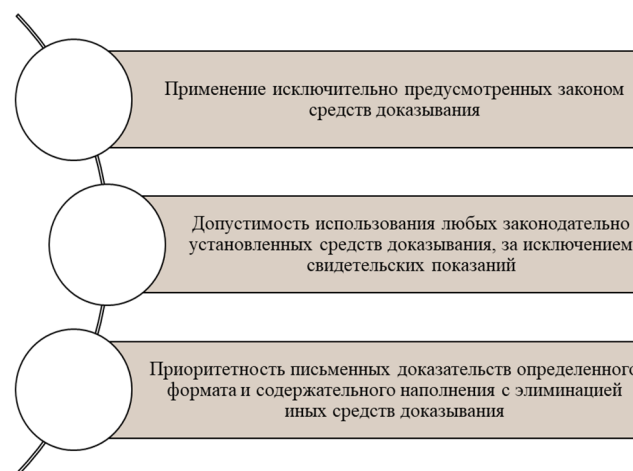 Применение исключительно предусмотренных законом
средств доказывания
Допустимость использования любых законодательно
установленных средств доказывания, за исключением
свидетельских показаний
Приоритетность письменных доказательств определенного
формата и содержательного наполнения с элиминацией
иных средств доказывания